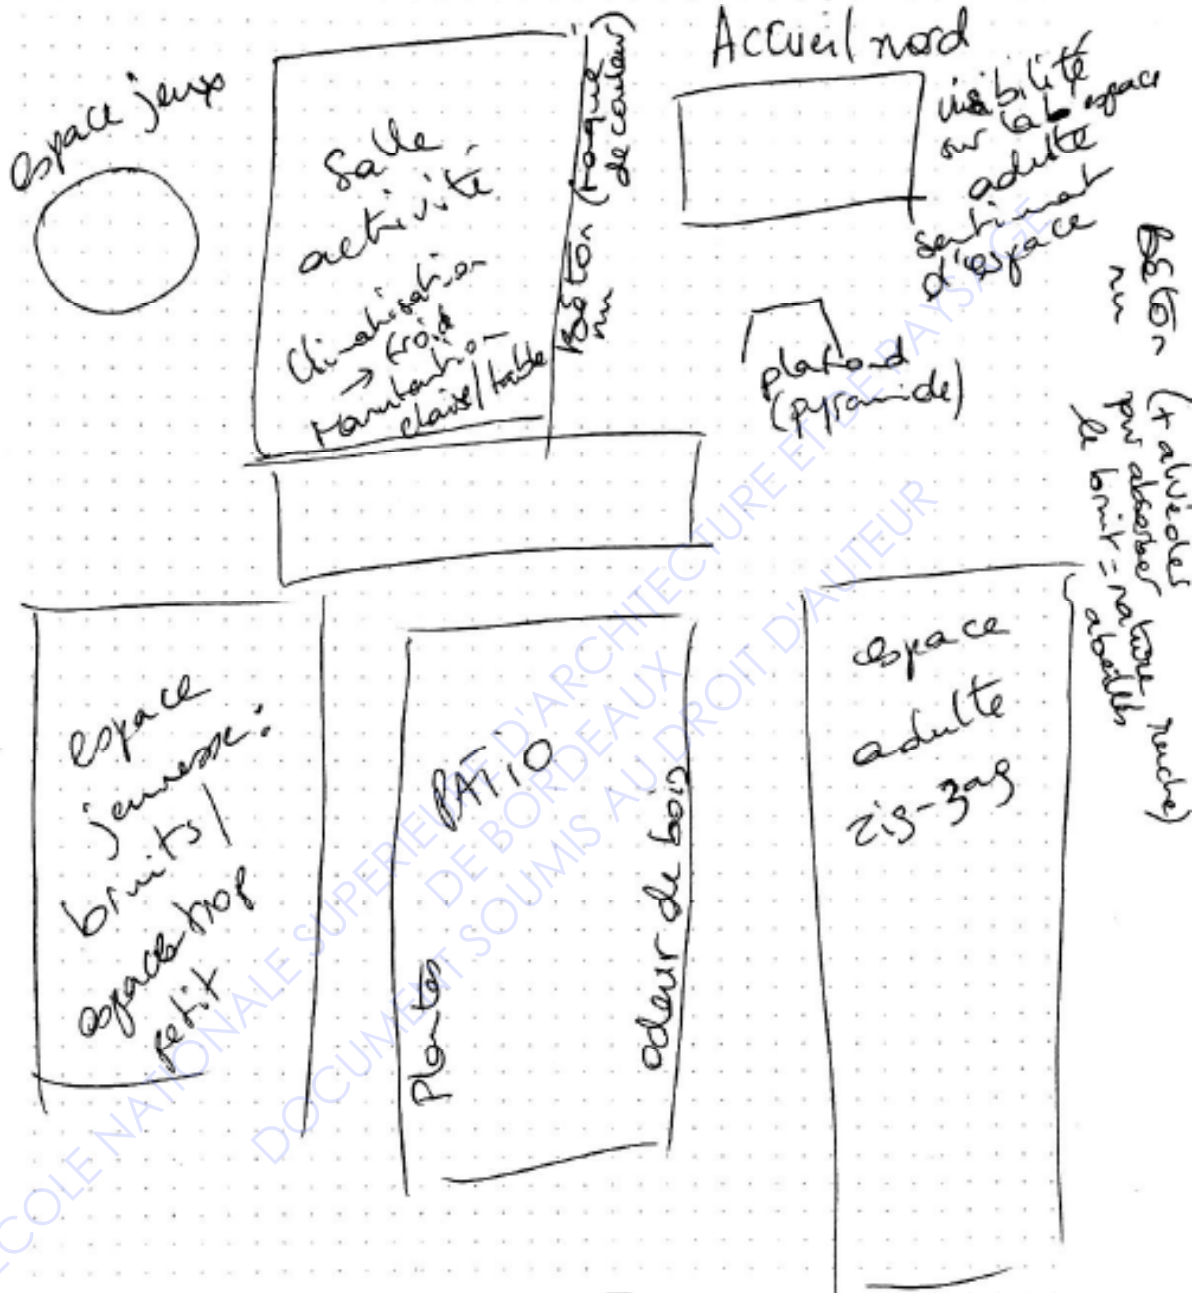 espace jeux
Salle
activité
Climatisation
→ froid
Manutention
chaise/table
Béton (manque
nu de couleur)
Accueil nord
visibilité
sur espace
adulte
sentiment
d'espace
plafond
(pyramide)
Béton (+ alvéoles
nu pour absorber
le bruit = nature ruche)
abeilles
espace
jeunesse :
bruits/
espace trop
petit
PATIO
Plantes
odeur de bois
espace
adulte
zig-zag
ECOLE NATIONALE SUPERIEURE D'ARCHITECTURE ET DE PAYSAGE
DE BORDEAUX
DOCUMENT SOUMIS AU DROIT D'AUTEUR